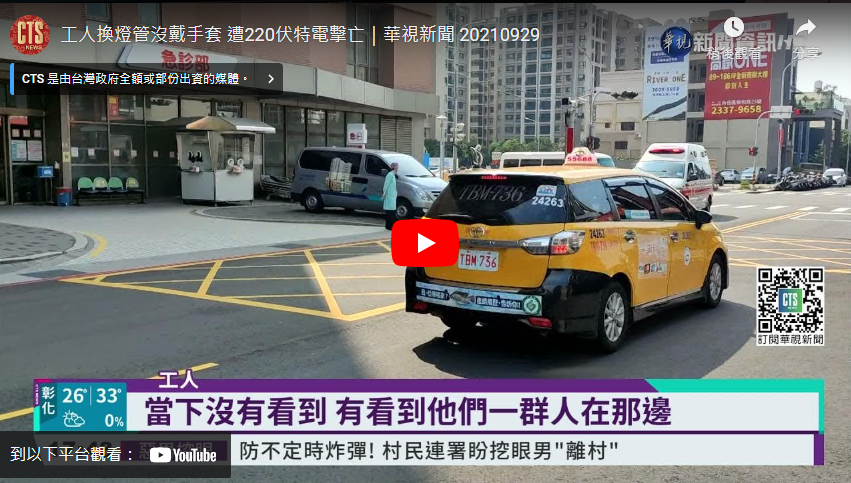 CTS NEWS
工人換燈管沒戴手套 遭220伏特電擊亡｜華視新聞 20210929
稍後觀看
分享
華視新聞資訊
CTS 是由台灣政府全額或部份出資的媒體。
急診部
RIVER ONE
2337-9658
55688
TBM736
24263
24263
TBM 736
CTS
訂閱華視新聞
彰化
26° 33°
0%
工人
當下沒有看到 有看到他們一群人在那邊
防不定時炸彈! 村民連署盼挖眼男"離村"
到以下平台觀看：
YouTube